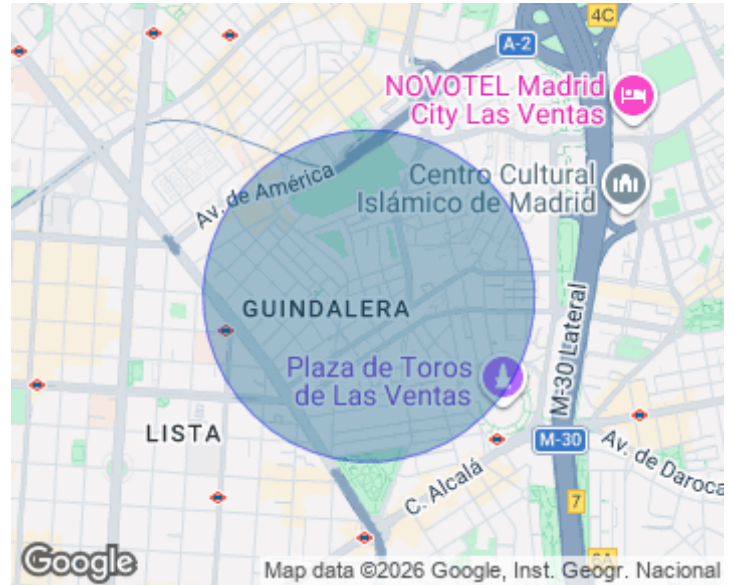 4C
A-2
NOVOTEL Madrid
City Las Ventas
Centro Cultural
Islámico de Madrid
Av. de América
GUINDALERA
M-30 Lateral
Plaza de Toros
de Las Ventas
LISTA
M-30
Av. de Daroca
C. Alcalá
7
6A
Google
Map data ©2026 Google, Inst. Geogr. Nacional